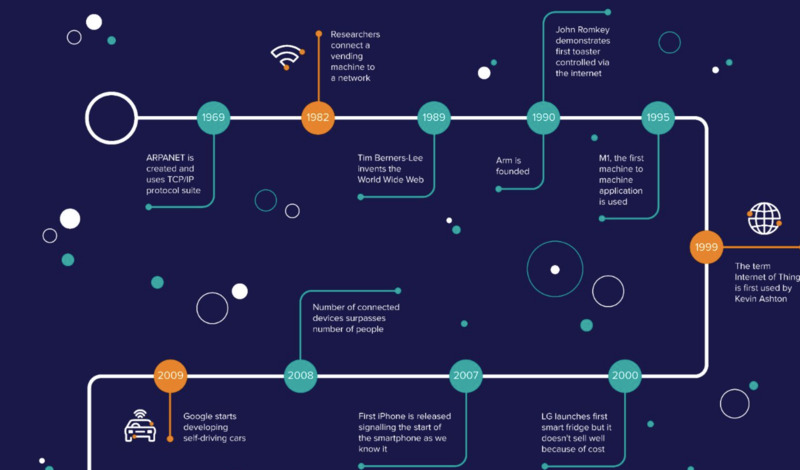 Researchers
connect a
vending
machine to
a network
John Romkey
demonstrates
first toaster
controlled via
the internet
1969
1982
1989
1990
1995
ARPANET is
created and
uses TCP/IP
protocol suite
Tim Berners-Lee
invents the
World Wide Web
Arm is
founded
M1, the first
machine to
machine
application
is used
1999
The term
Internet of Thing
is first used by
Kevin Ashton
Number of connected
devices surpasses
number of people
2009
2008
2007
2000
Google starts
developing
self-driving cars
First iPhone is released
signalling the start of
the smartphone as we
know it
LG launches first
smart fridge but it
doesn't sell well
because of cost